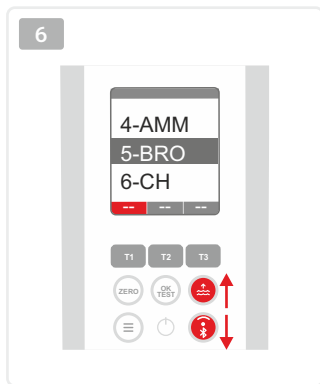 6
4-AMM
5-BRO
6-CH
-- -- --
T1 T2 T3
ZERO OK TEST